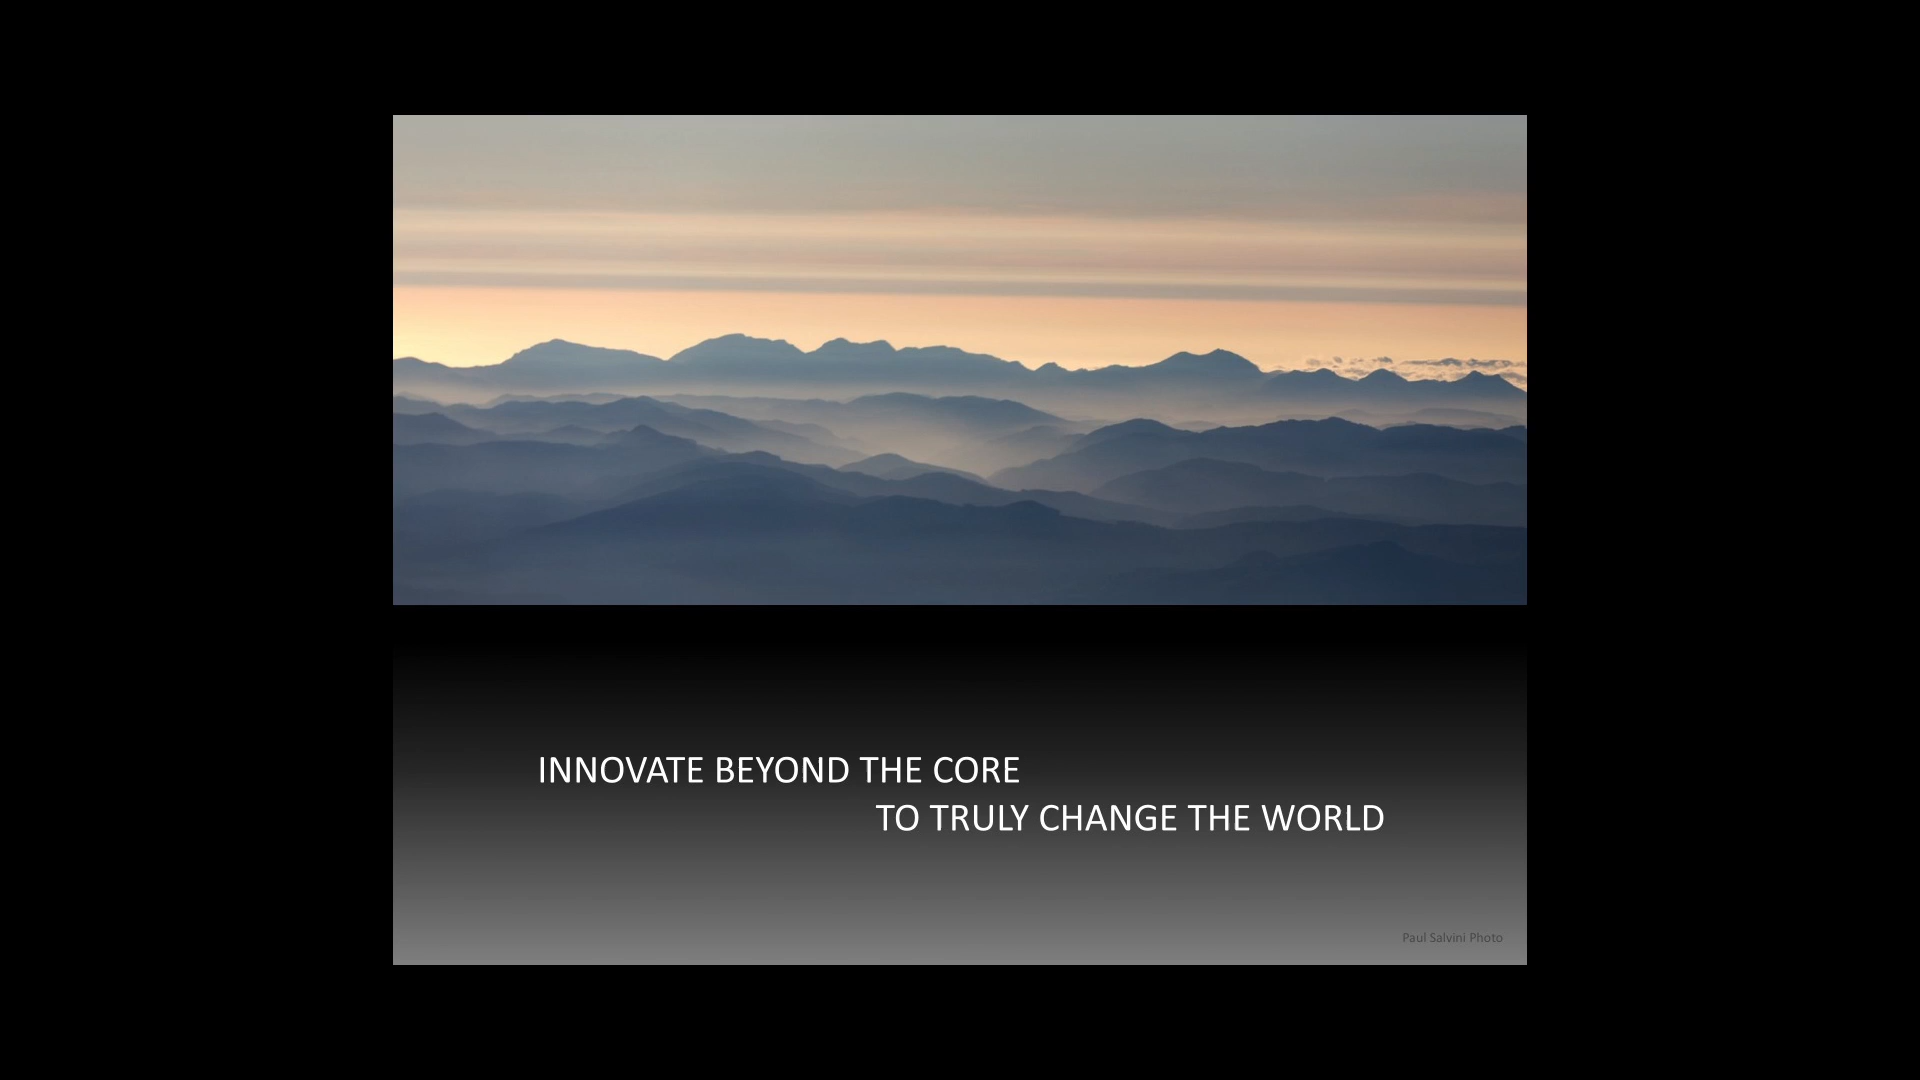 INNOVATE BEYOND THE CORE
TO TRULY CHANGE THE WORLD
Paul Salvini Photo